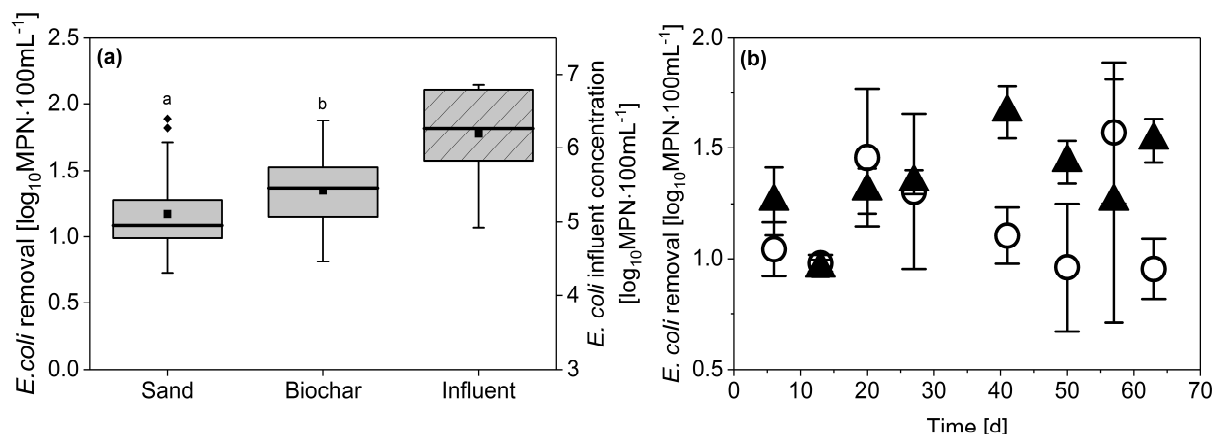 (a)
E.coli removal [log10MPN·100mL-1]
2.5
2.0
1.5
1.0
0.5
0.0
a
b
Sand
Biochar
Influent
7
6
5
4
3
E. coli influent concentration
[log10MPN·100mL-1]
(b)
E. coli removal [log10MPN·100mL-1]
2.0
1.5
1.0
0.5
0
10
20
30
40
50
60
70
Time [d]